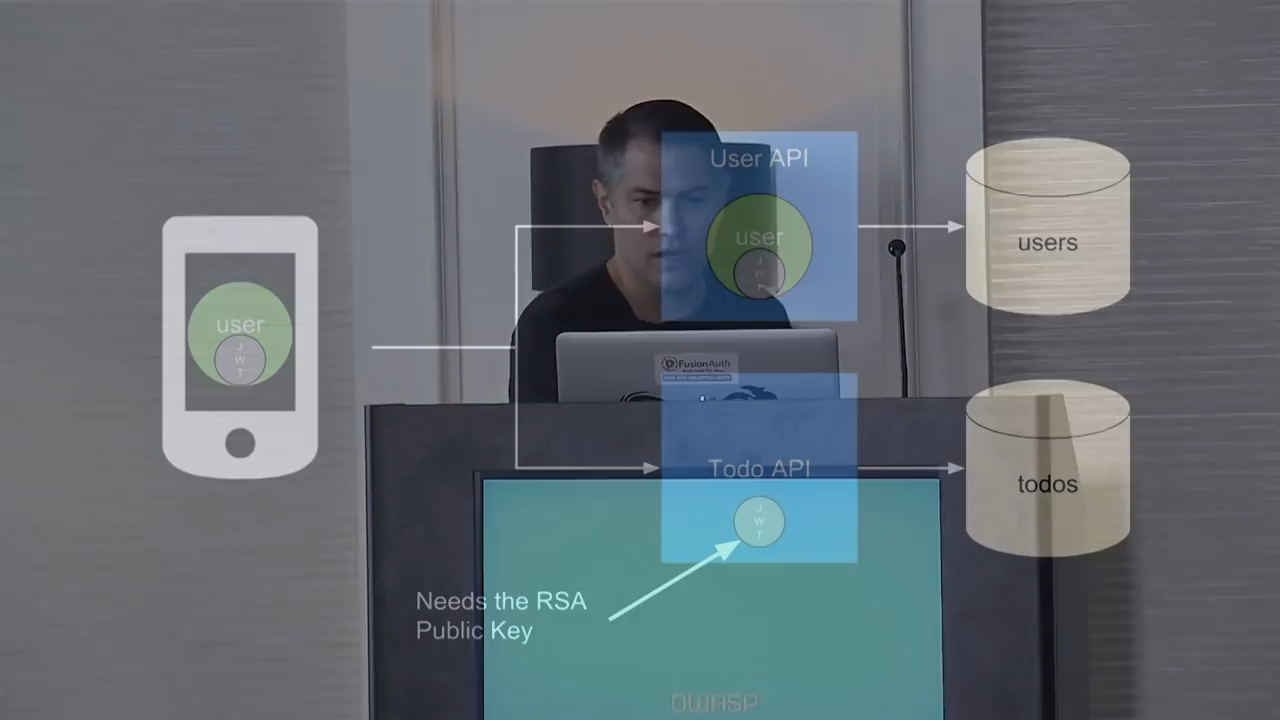 User API
user
J
W
T
users
user
J
W
T
FusionAuth
Todo API
todos
J
W
T
Needs the RSA
Public Key
OWASP